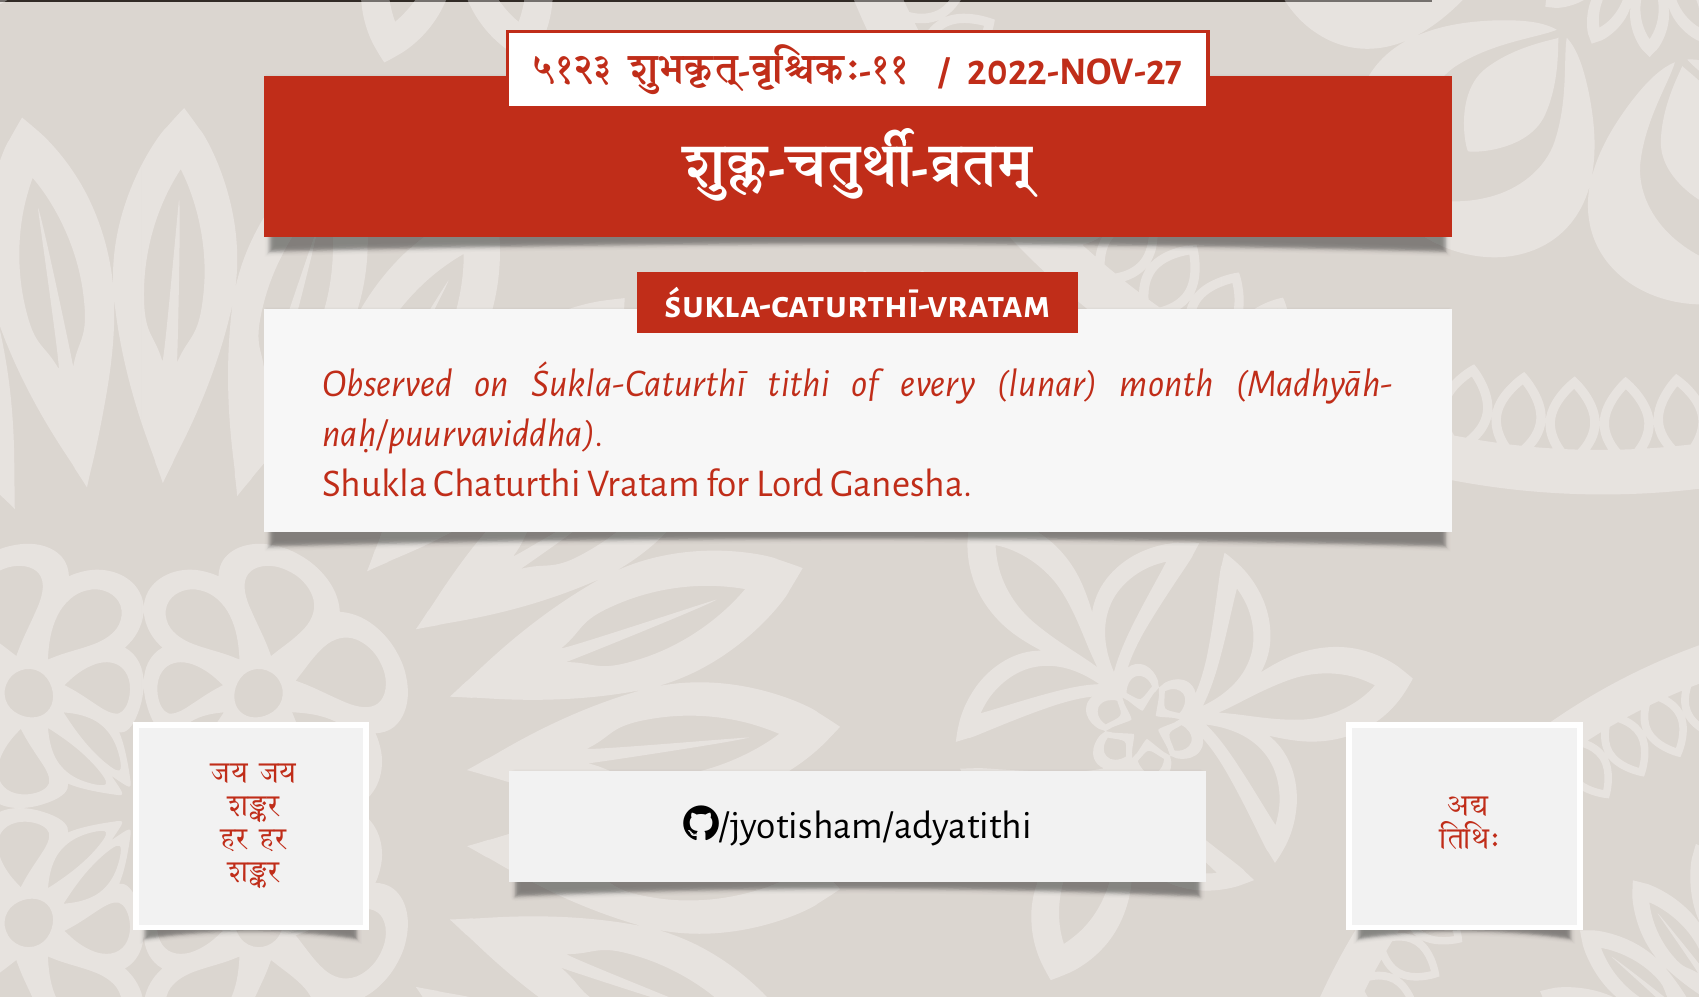 ५१२३ शुभकृत्-वृश्चिकः-११ / 2022-NOV-27
शुक्ल-चतुर्थी-व्रतम्
ŚUKLA-CATURTHĪ-VRATAM
Observed on Śukla-Caturthī tithi of every (lunar) month (Madhyāh-
naḥ/puurvaviddha).
Shukla Chaturthi Vratam for Lord Ganesha.
जय जय
शङ्कर
हर हर
शङ्कर
/jyotisham/adyatithi
अद्य
तिथिः